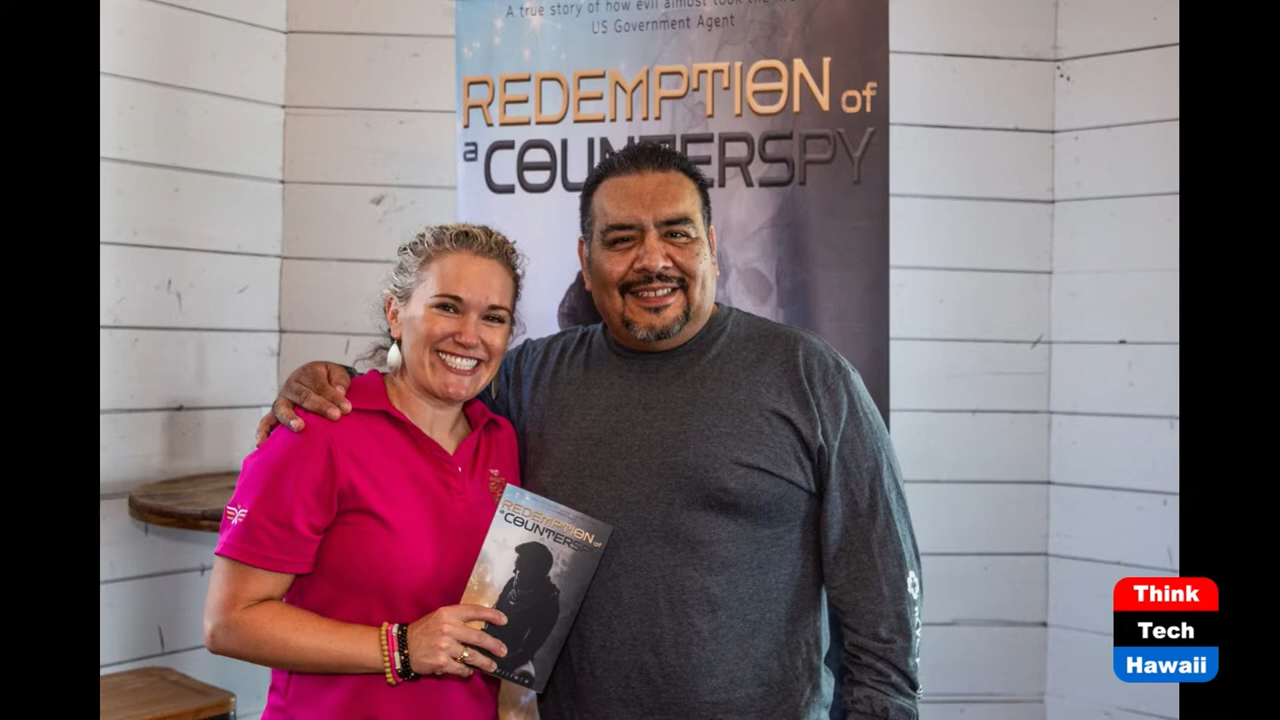 A true story of how evil almost took the
US Government Agent
REDEMPTION of
a COUNTERSPY
REDEMPTION of
a COUNTERSPY
Think
Tech
Hawaii